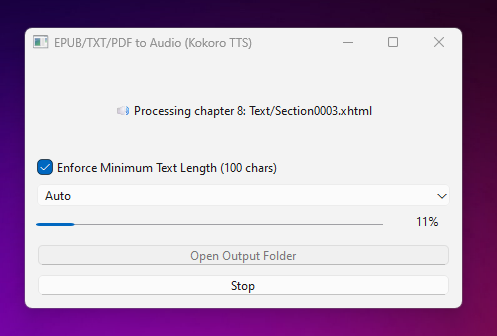 EPUB/TXT/PDF to Audio (Kokoro TTS)
Processing chapter 8: Text/Section0003.xhtml
Enforce Minimum Text Length (100 chars)
Auto
11%
Open Output Folder
Stop